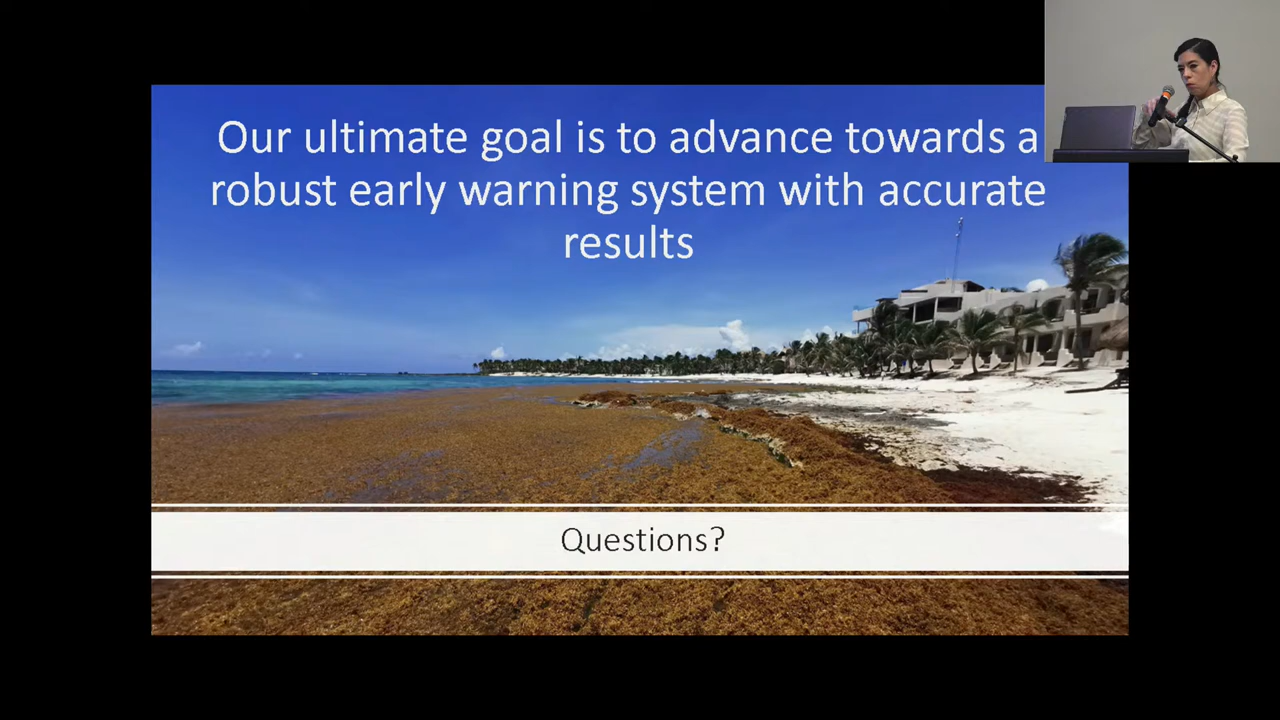 Our ultimate goal is to advance towards a
robust early warning system with accurate
results
Questions?